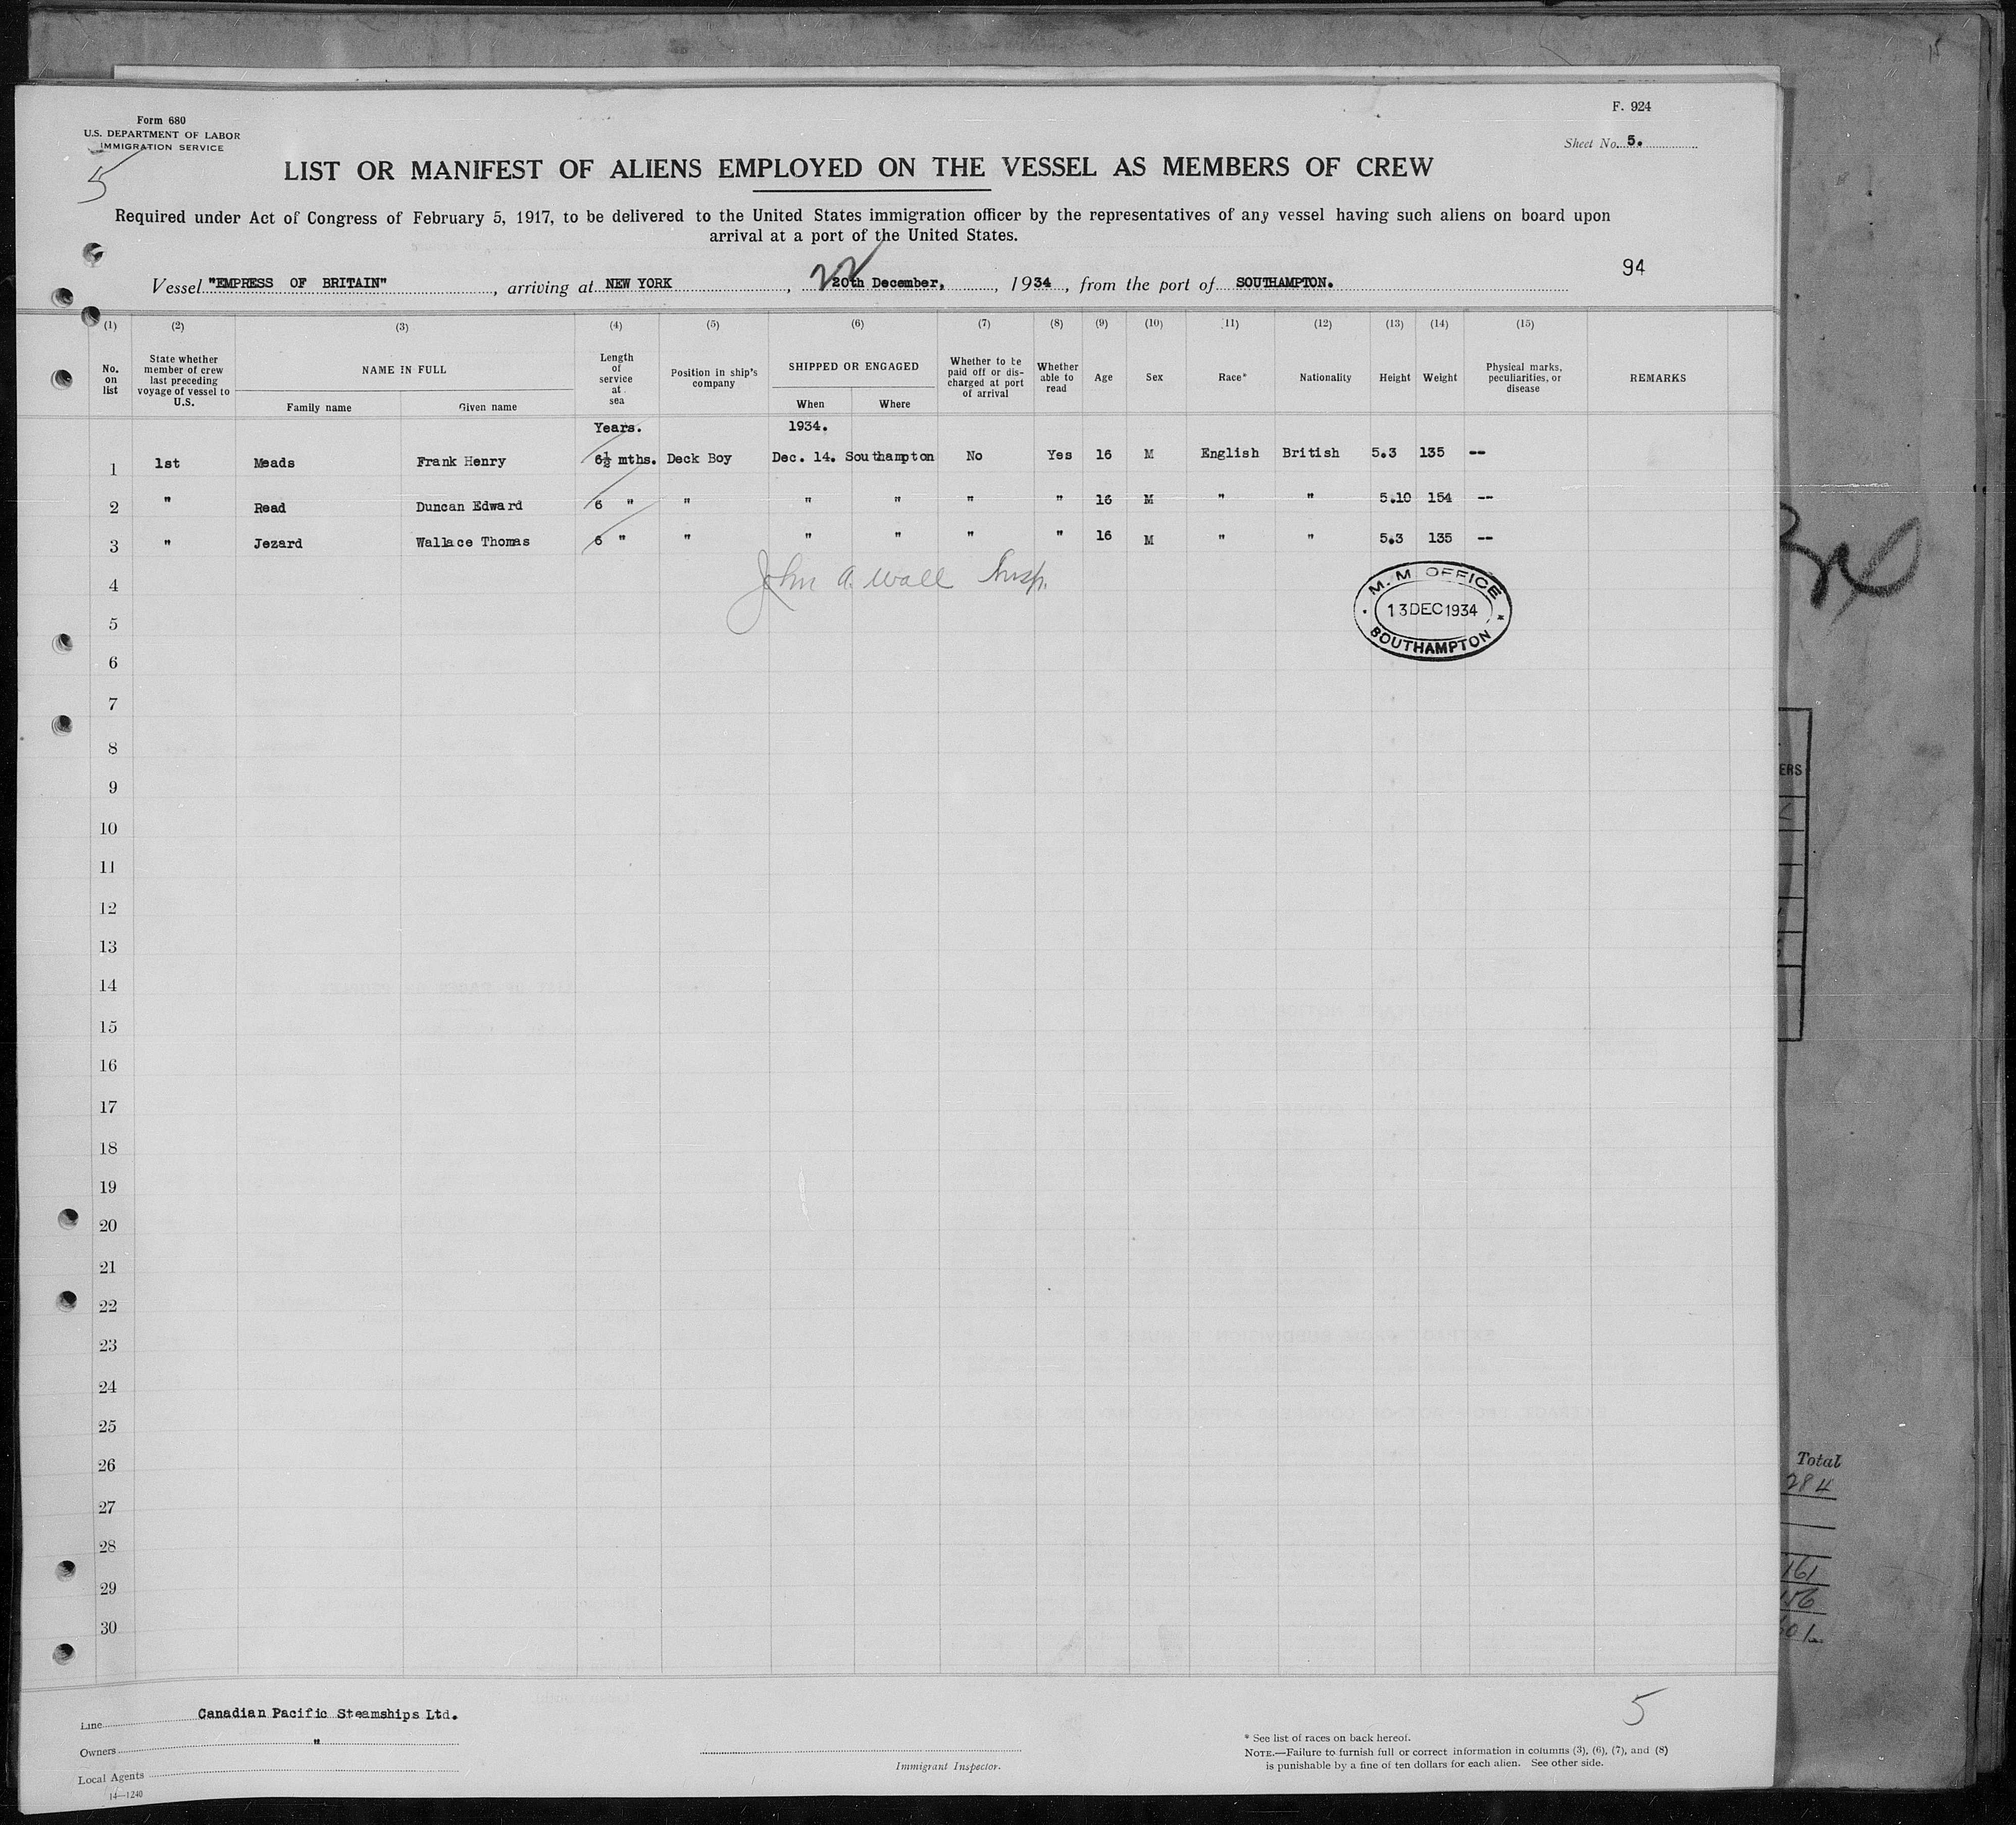 15
F. 924
Form 680
U.S. DEPARTMENT OF LABOR
IMMIGRATION SERVICE
Sheet No. 5.
5
LIST OR MANIFEST OF ALIENS EMPLOYED ON THE VESSEL AS MEMBERS OF CREW
Required under Act of Congress of February 5, 1917, to be delivered to the United States immigration officer by the representatives of any vessel having such aliens on board upon
arrival at a port of the United States.
94
22
Vessel "EMPRESS OF BRITAIN", arriving at NEW YORK, 20th December, 1934, from the port of SOUTHAMPTON.
(1) (2) (3) (4) (5) (6) (7) (8) (9) (10) (11) (12) (13) (14) (15)
No. on list
State whether member of crew last preceding voyage of vessel to U.S.
NAME IN FULL
Family name
Given name
Length of service at sea
Position in ship's company
SHIPPED OR ENGAGED
When
Where
Whether to be paid off or dis-charged at port of arrival
Whether able to read
Age
Sex
Race*
Nationality
Height
Weight
Physical marks, peculiarities, or disease
REMARKS
Years. 1934.
1 1st Meads Frank Henry 6½ mths. Deck Boy Dec. 14. Southampton No Yes 16 M English British 5.3 135 --
2 " Read Duncan Edward 6 " " " " " " 16 M " " 5.10 154 --
3 " Jezard Wallace Thomas 6 " " " " " " 16 M " " 5.3 135 --
4 John A. Wall Insp.
M.M OFFICE
13 DEC 1934
SOUTHAMPTON
5
6
7
8
9
10
11
12
13
14
15
16
17
18
19
20
21
22
23
24
25
26
27
28
29
30
ERS
Total
284
161
156
601
Line Canadian Pacific Steamships Ltd.
Owners "
Local Agents
14—1240
Immigrant Inspector.
5
* See list of races on back hereof.
NOTE.—Failure to furnish full or correct information in columns (3), (6), (7), and (8)
is punishable by a fine of ten dollars for each alien. See other side.